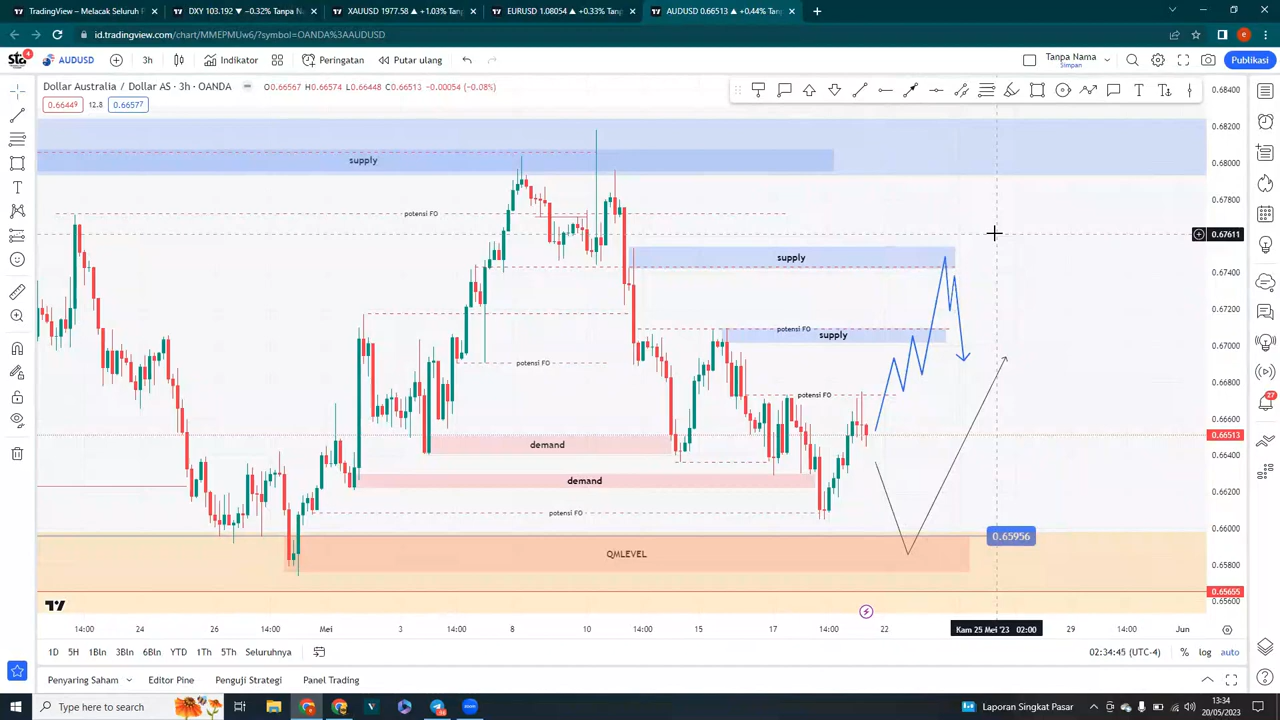 TradingView — Melacak Seluruh P
DXY 103.192 ▼ −0.32% Tanpa N
XAUUSD 1977.58 ▲ +1.03% Tanp
EURUSD 1.08054 ▲ +0.33% Tanp
AUDUSD 0.66513 ▲ +0.44% Tanp
id.tradingview.com/chart/MMEPMUw6/?symbol=OANDA%3AAUDUSD
e
4
AUDUSD
3h
Indikator
Peringatan
Putar ulang
Tanpa Nama
Simpan
Publikasi
Dollar Australia / Dollar AS • 3h • OANDA
O0.66567 H0.66574 L0.66448 C0.66513 −0.00054 (−0.08%)
0.66449
12.8
0.66577
0.68400
0.68200
0.68000
0.67800
0.67611
0.67400
0.67200
0.67000
0.66800
0.66600
0.66513
0.66400
0.66200
0.66000
0.65800
0.65655
0.65600
supply
potensi FO
supply
potensi FO
supply
potensi FO
potensi FO
demand
demand
potensi FO
0.65956
QMLEVEL
27
14:00
24
26
14:00
Mei
3
14:00
8
10
14:00
15
17
14:00
22
Kam 25 Mei '23 02:00
29
14:00
Jun
1D 5H 1Bln 3Bln 6Bln YTD 1Th 5Th Seluruhnya
02:34:45 (UTC-4)
% log auto
Penyaring Saham
Editor Pine
Penguji Strategi
Panel Trading
Type here to search
Laporan Singkat Pasar
13:34
20/05/2023